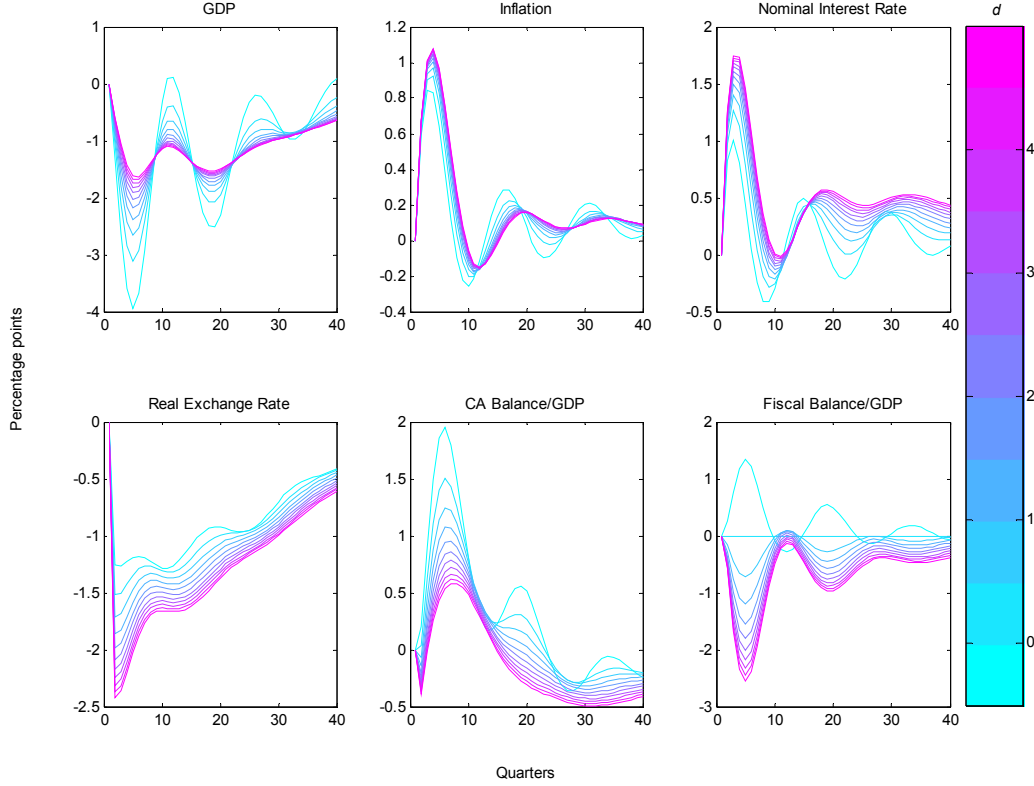 GDP
Inflation
Nominal Interest Rate
d
1
0
-1
-2
-3
-4
0 10 20 30 40
1.2
1
0.8
0.6
0.4
0.2
0
-0.2
-0.4
0 10 20 30 40
2
1.5
1
0.5
0
-0.5
0 10 20 30 40
Percentage points
Real Exchange Rate
CA Balance/GDP
Fiscal Balance/GDP
0
-0.5
-1
-1.5
-2
-2.5
0 10 20 30 40
2
1.5
1
0.5
0
-0.5
0 10 20 30 40
2
1
0
-1
-2
-3
0 10 20 30 40
4
3
2
1
0
Quarters